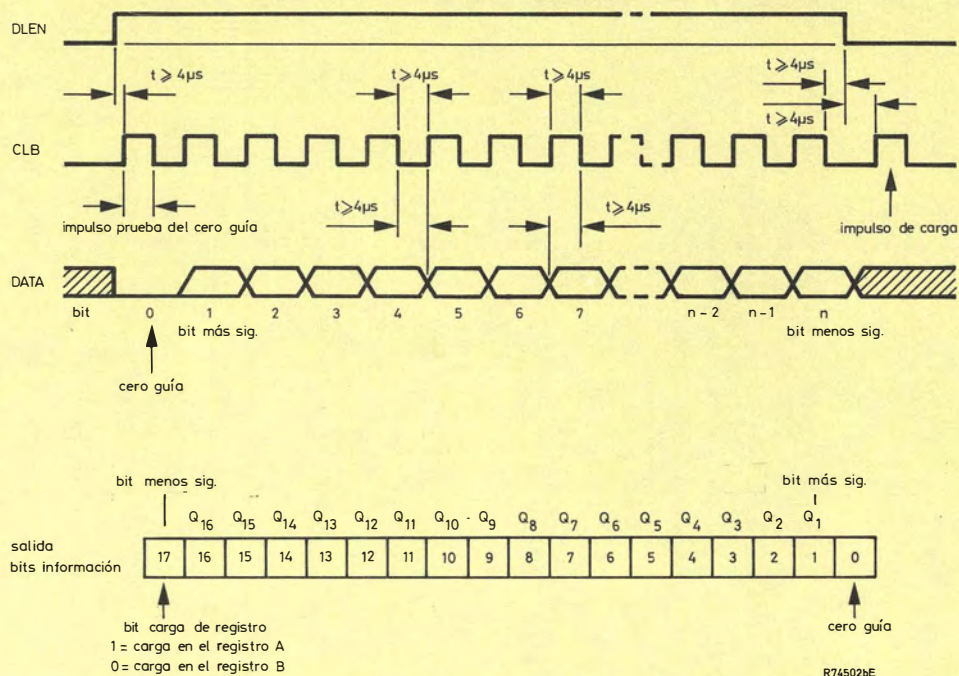 DLEN
t ⩾ 4µs
t ⩾ 4µs
t ⩾ 4µs
t ⩾ 4µs
t ⩾ 4µs
CLB
impulso prueba del cero guía
t ⩾ 4µs
t ⩾ 4µs
impulso de carga
DATA
bit
0
1
2
3
4
5
6
7
n-2
n-1
n
bit más sig.
bit menos sig.
cero guía
bit menos sig.
bit más sig.
Q16 Q15 Q14 Q13 Q12 Q11 Q10 Q9 Q8 Q7 Q6 Q5 Q4 Q3 Q2 Q1
salida
bits información
17 16 15 14 13 12 11 10 9 8 7 6 5 4 3 2 1 0
bit carga de registro
1 = carga en el registro A
0 = carga en el registro B
cero guía
R74502bE